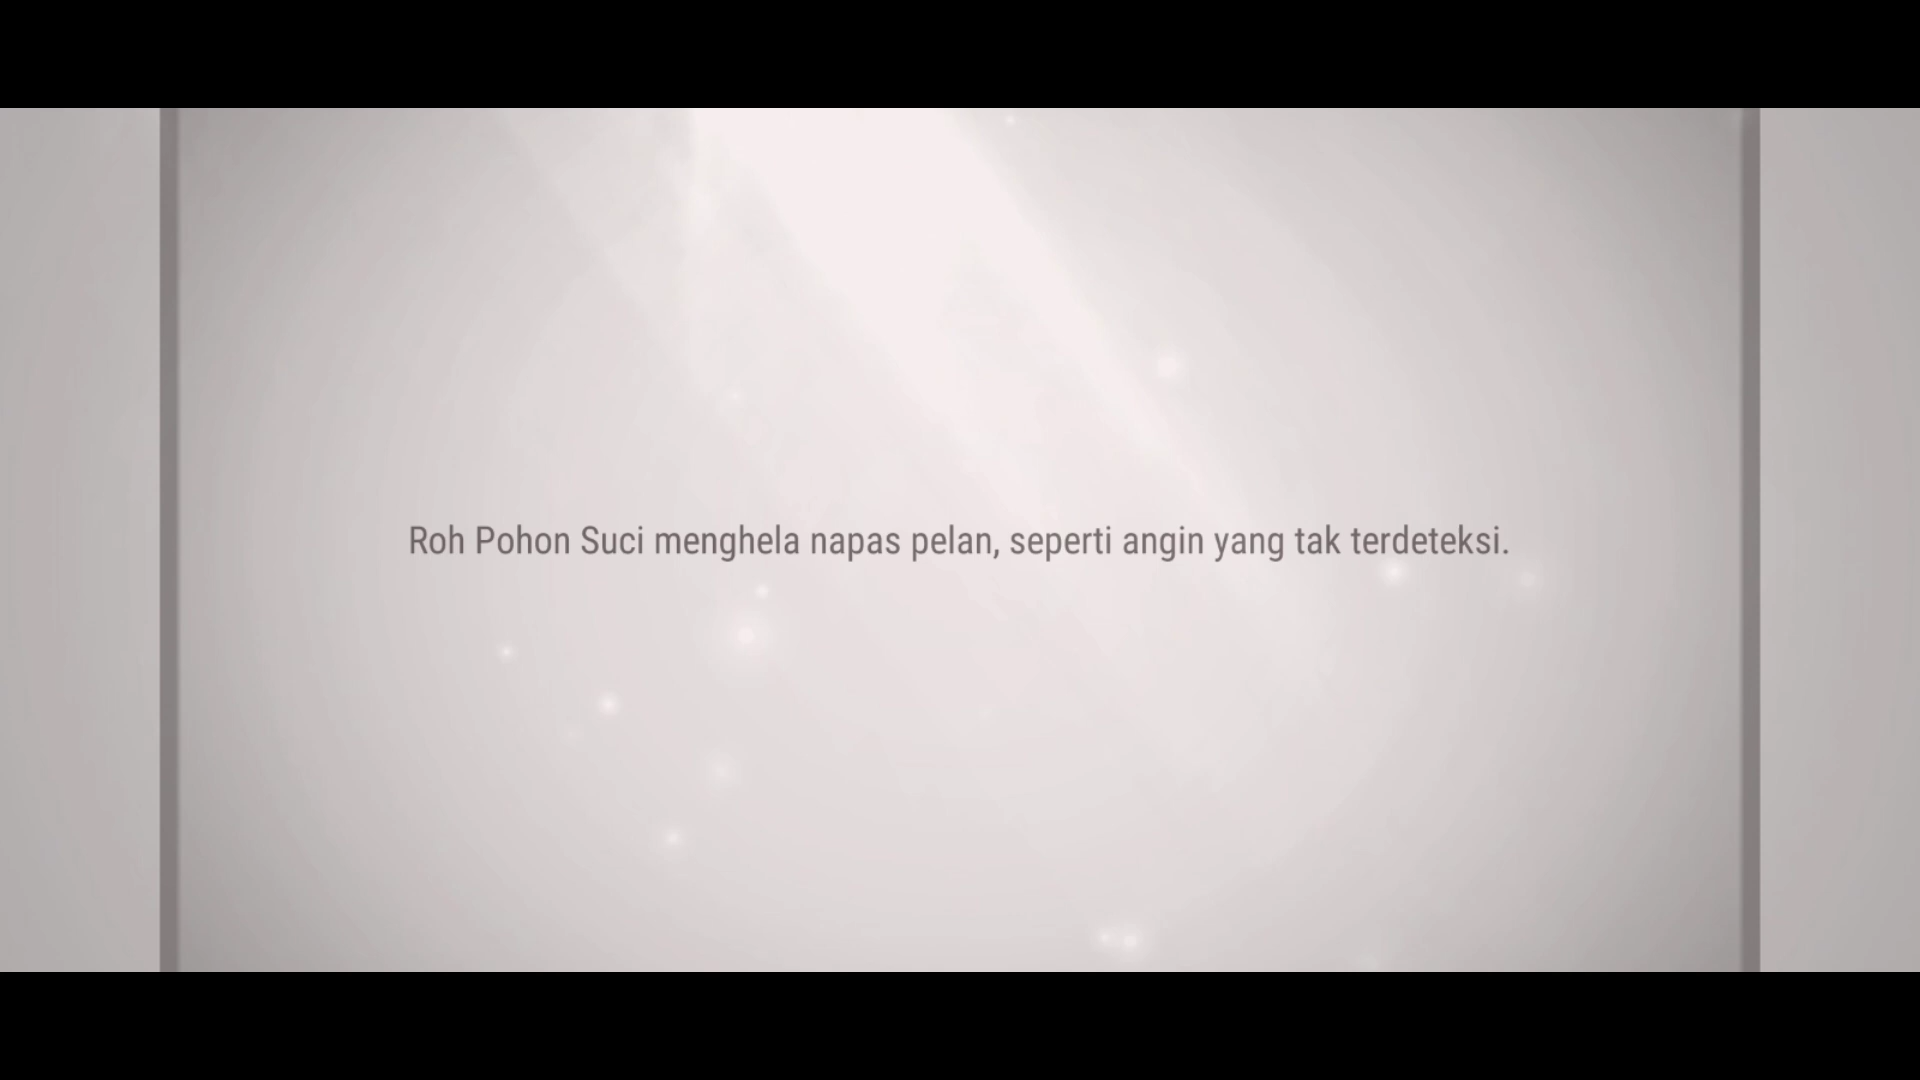 Roh Pohon Suci menghela napas pelan, seperti angin yang tak terdeteksi.